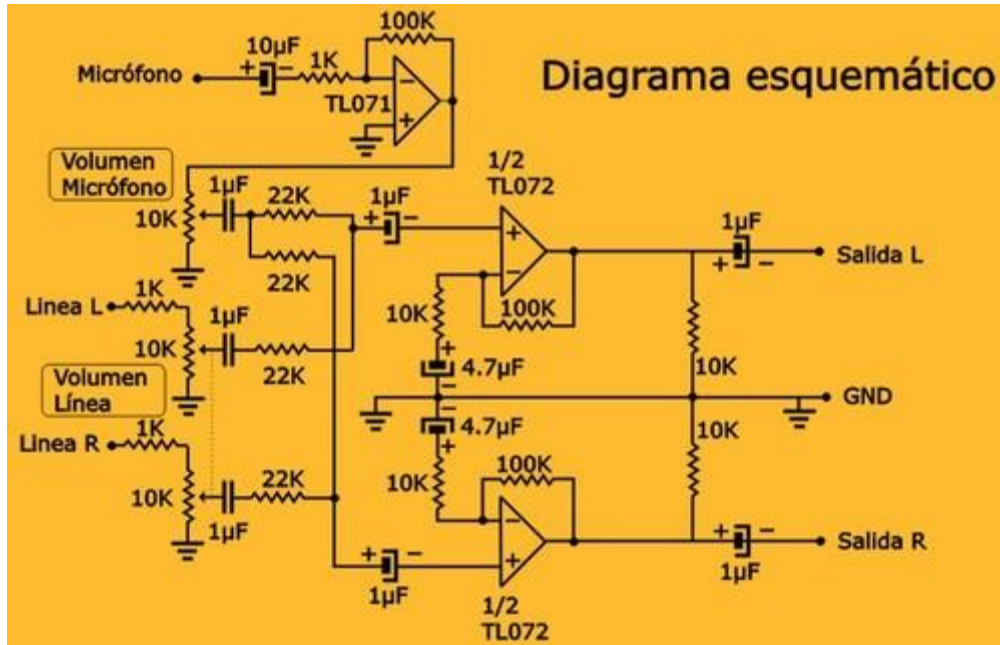 100K
10µF
1K
Micrófono
Diagrama esquemático
TL071
Volumen
Micrófono
1/2
TL072
1µF
22K
1µF
10K
22K
1µF
Salida L
1K
Linea L
1µF
10K
100K
10K
22K
4.7µF
10K
Volumen
Línea
GND
1K
4.7µF
10K
Linea R
22K
10K
100K
10K
1µF
1µF
Salida R
1µF
1/2
TL072